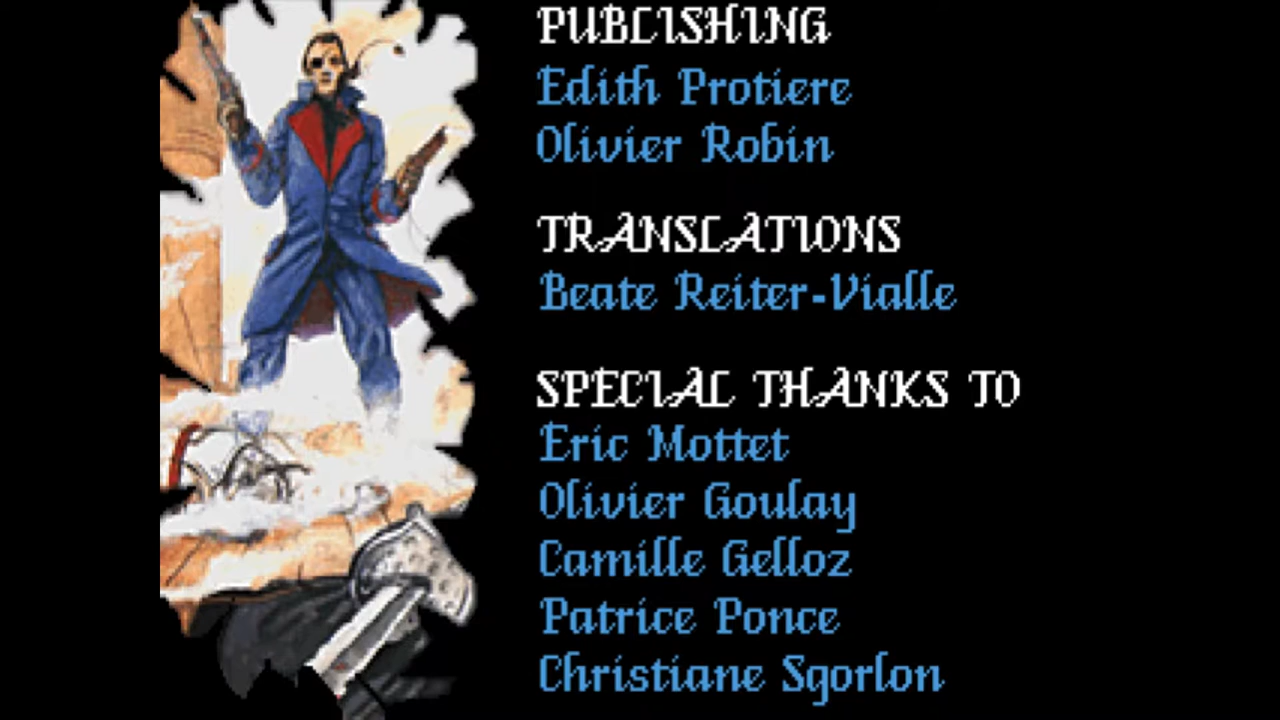 PUBLISHING
Edith Protiere
Olivier Robin
TRANSLATIONS
Beate Reiter-Vialle
SPECIAL THANKS TO
Eric Mottet
Olivier Goulay
Camille Gelloz
Patrice Ponce
Christiane Sgorlon